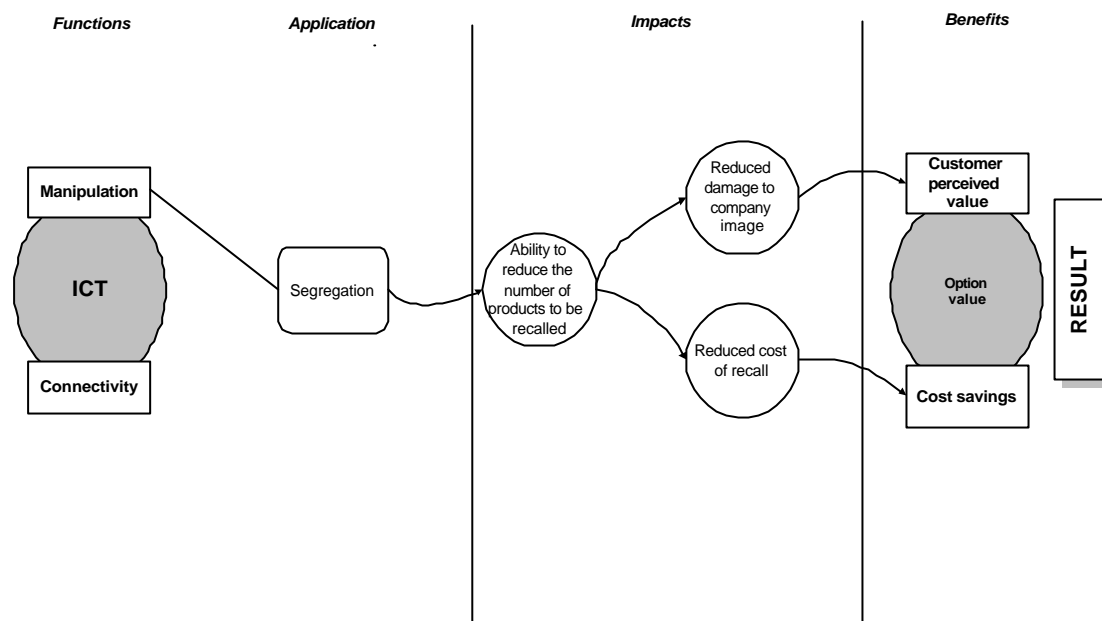 Functions
Application
Impacts
Benefits
.
Manipulation
ICT
Connectivity
Segregation
Ability to
reduce the
number of
products to be
recalled
Reduced
damage to
company
image
Reduced cost
of recall
Customer
perceived
value
Option
value
Cost savings
RESULT